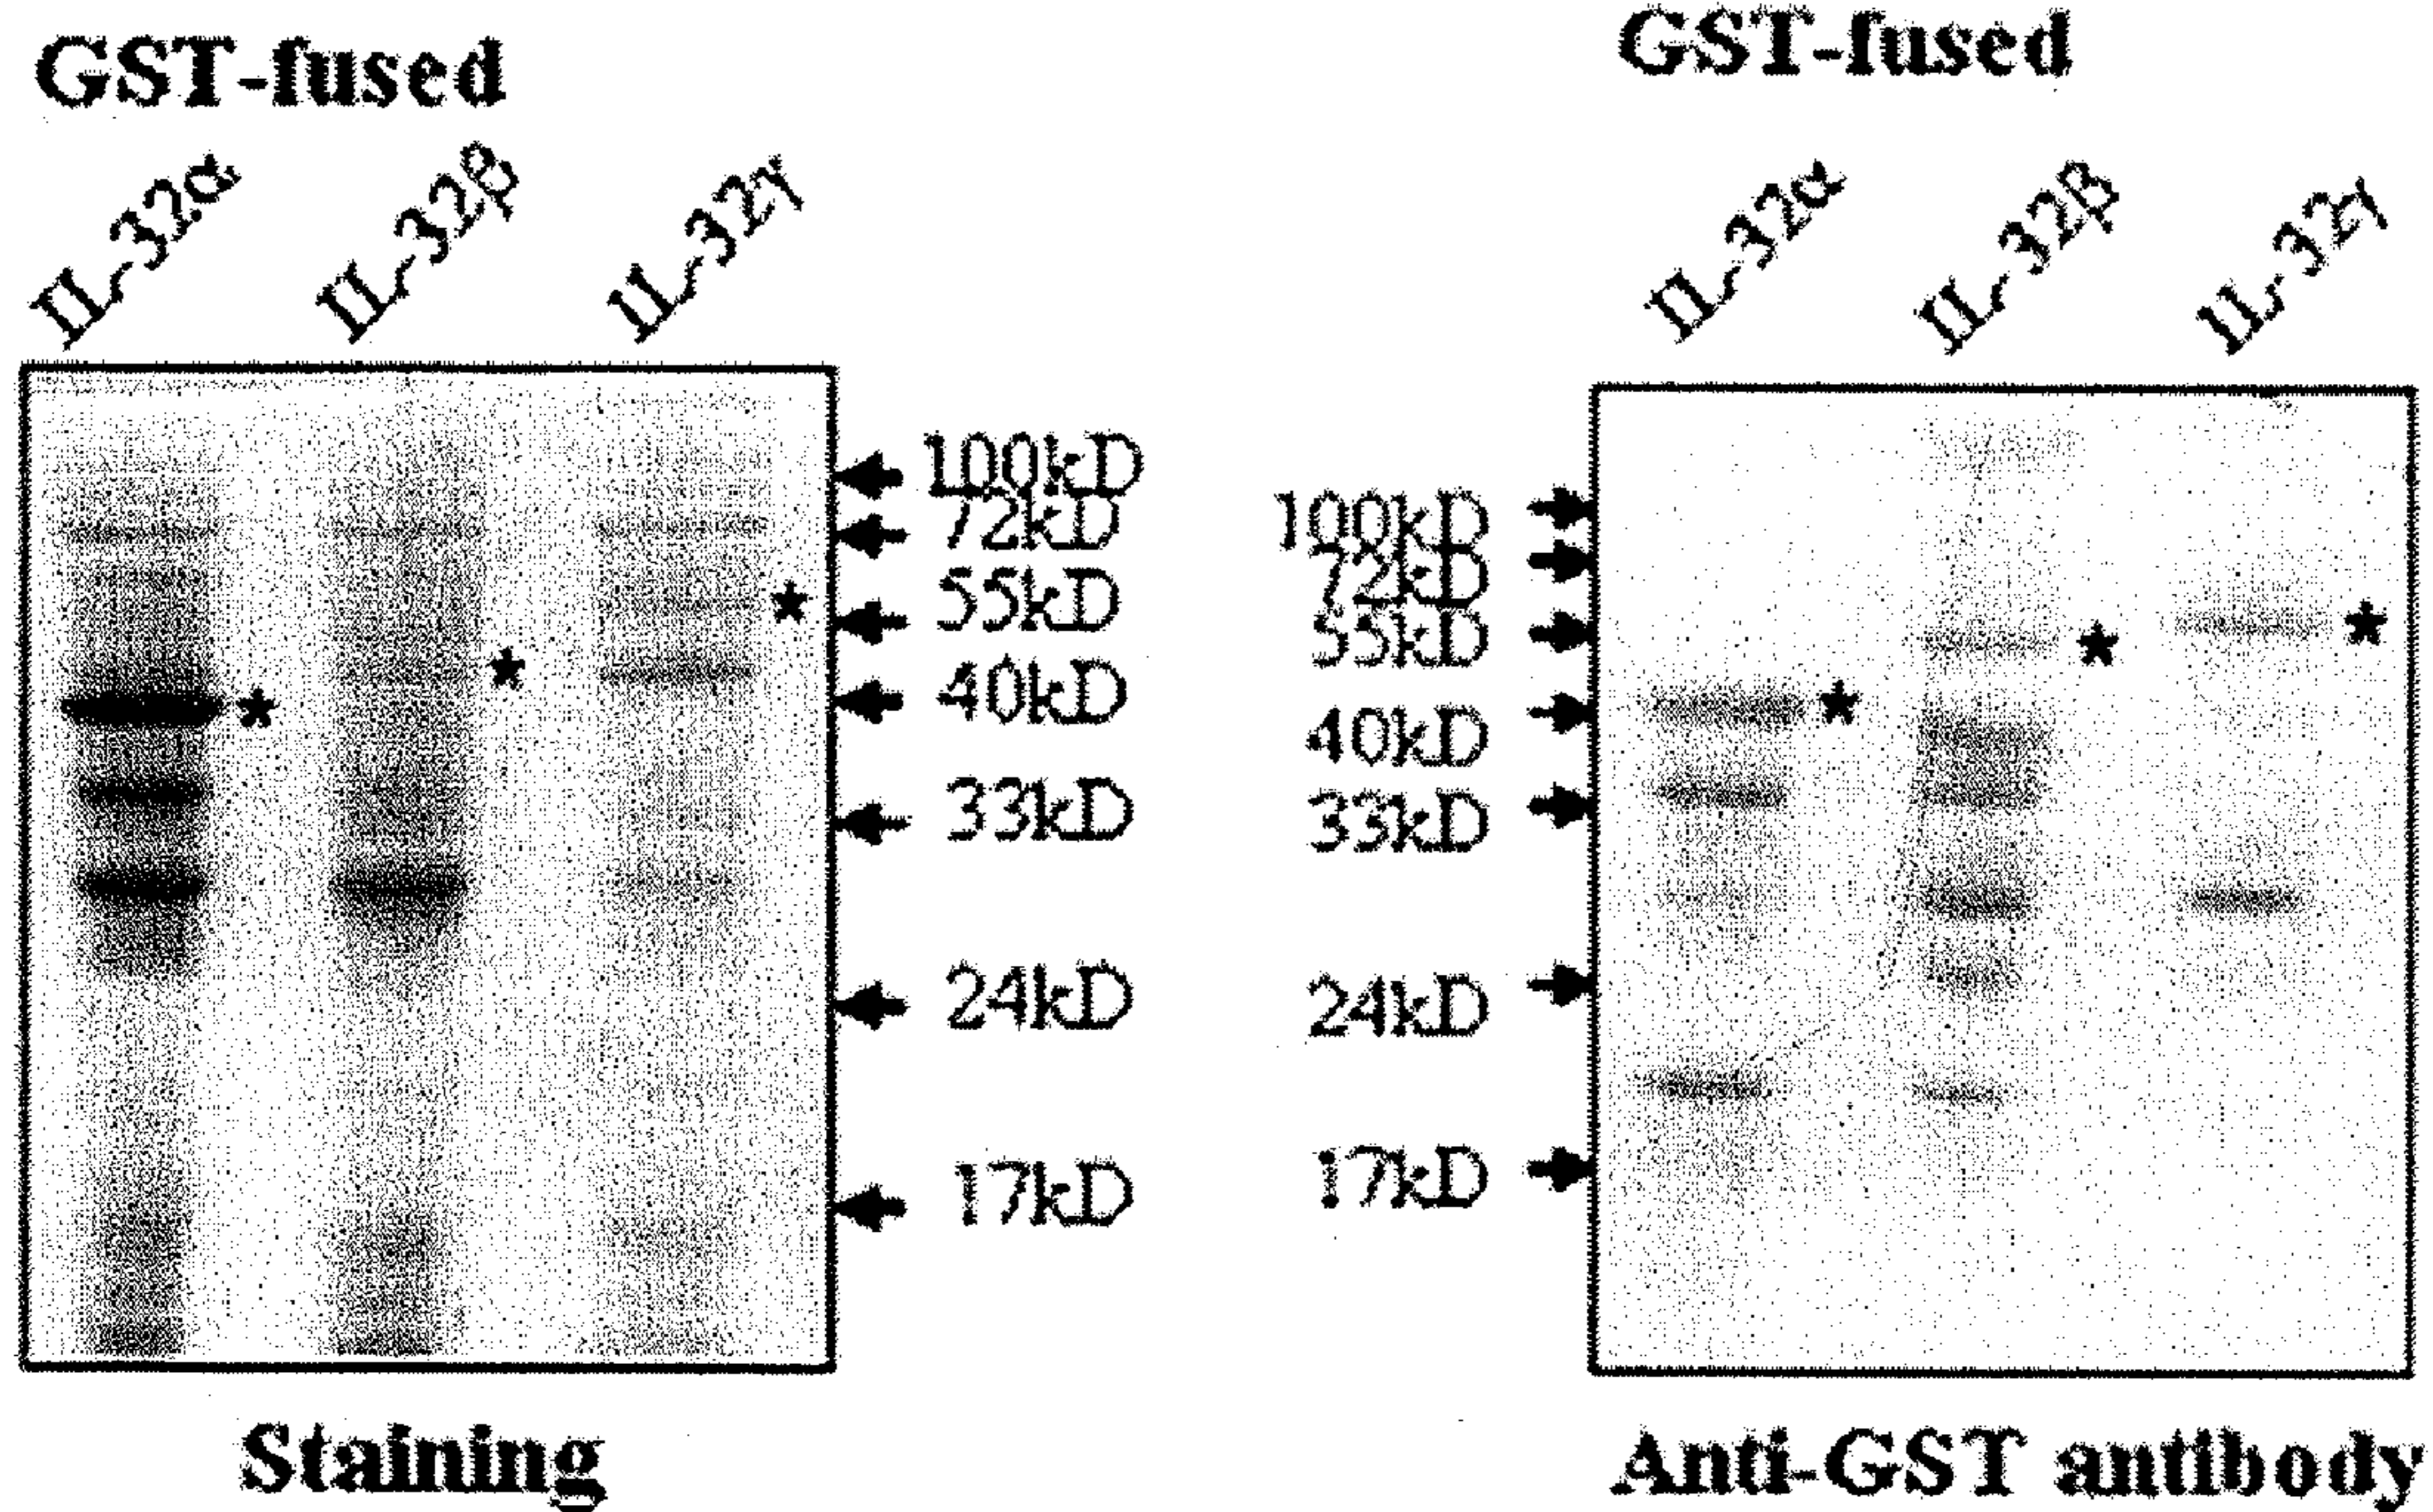 GST-fused
IL-32α
IL-32β
IL-32γ
100kD
72kD
55kD
40kD
33kD
24kD
17kD
Staining
GST-fused
IL-32α
IL-32β
IL-32γ
100kD
72kD
55kD
40kD
33kD
24kD
17kD
Anti-GST antibody